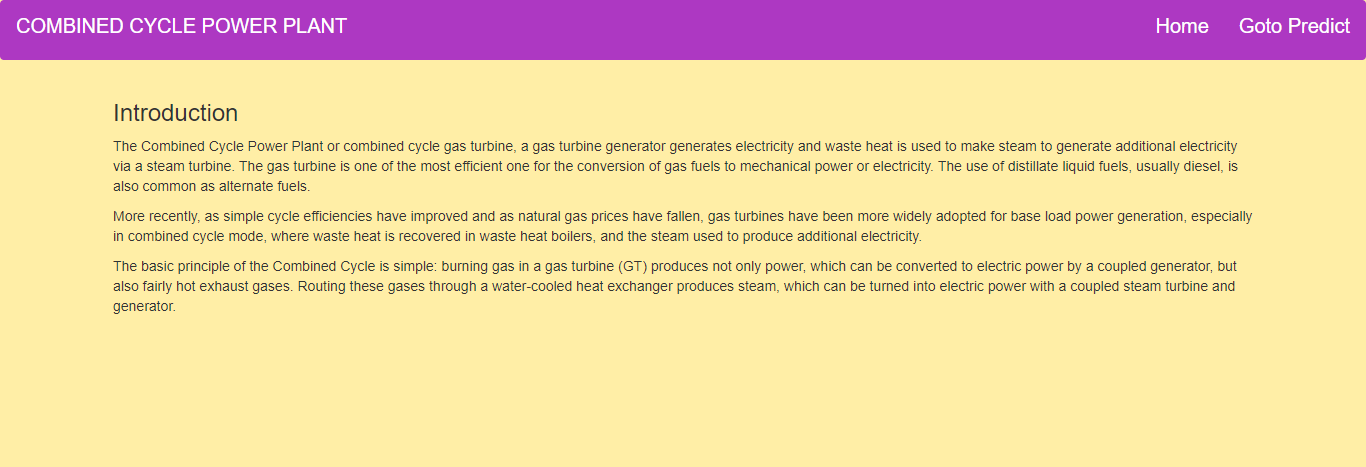 COMBINED CYCLE POWER PLANT
Home
Goto Predict
Introduction
The Combined Cycle Power Plant or combined cycle gas turbine, a gas turbine generator generates electricity and waste heat is used to make steam to generate additional electricity
via a steam turbine. The gas turbine is one of the most efficient one for the conversion of gas fuels to mechanical power or electricity. The use of distillate liquid fuels, usually diesel, is
also common as alternate fuels.
More recently, as simple cycle efficiencies have improved and as natural gas prices have fallen, gas turbines have been more widely adopted for base load power generation, especially
in combined cycle mode, where waste heat is recovered in waste heat boilers, and the steam used to produce additional electricity.
The basic principle of the Combined Cycle is simple: burning gas in a gas turbine (GT) produces not only power, which can be converted to electric power by a coupled generator, but
also fairly hot exhaust gases. Routing these gases through a water-cooled heat exchanger produces steam, which can be turned into electric power with a coupled steam turbine and
generator.